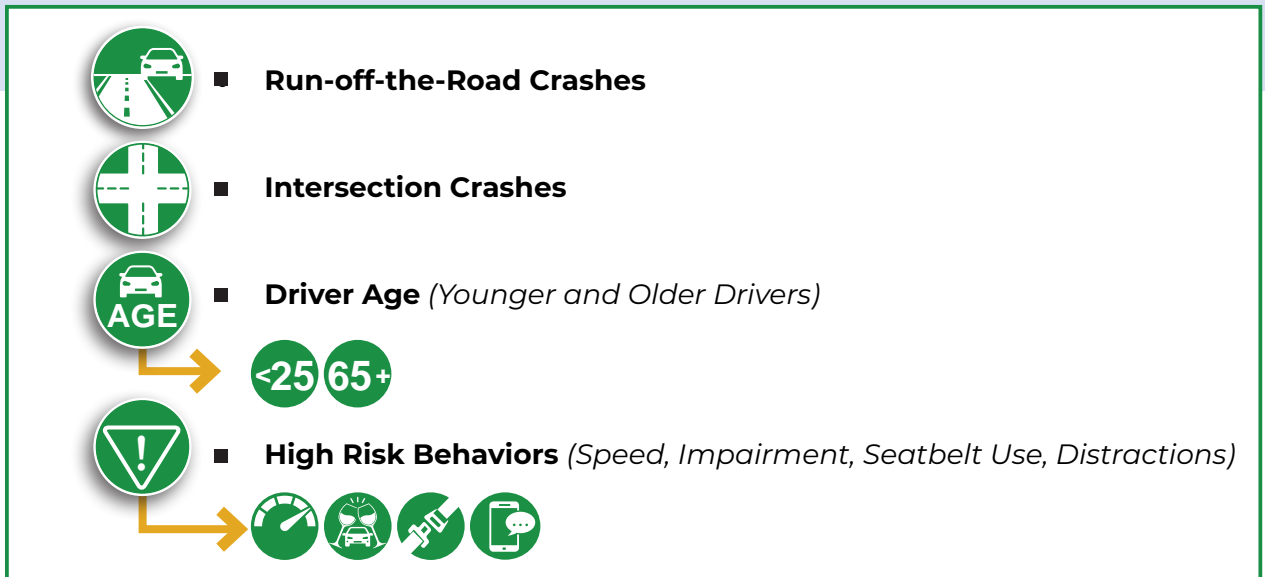 Run-off-the-Road Crashes
Intersection Crashes
AGE
Driver Age (Younger and Older Drivers)
<25 65+
High Risk Behaviors (Speed, Impairment, Seatbelt Use, Distractions)